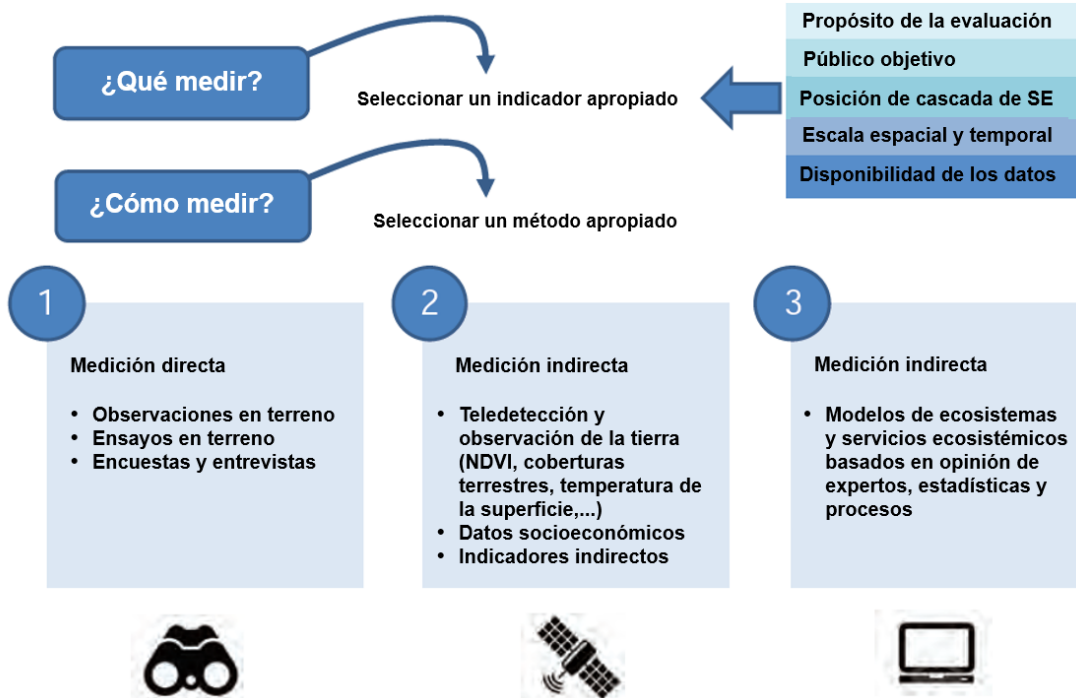 ¿Qué medir?
Seleccionar un indicador apropiado
Propósito de la evaluación
Público objetivo
Posición de cascada de SE
Escala espacial y temporal
Disponibilidad de los datos
¿Cómo medir?
Seleccionar un métódo apropiado
1
Medición directa
• Observaciones en terreno
• Ensayos en terreno
• Encuestas y entrevistas
2
Medición indirecta
• Teledetección y
observación de la tierra
(NDVI, coberturas
terrestres, temperatura de
la superficie,...)
• Datos socioeconómicos
• Indicadores indirectos
3
Medición indirecta
• Modelos de ecosistemas
y servicios ecosistémicos
basados en opinión de
expertos, estadísticas y
procesos